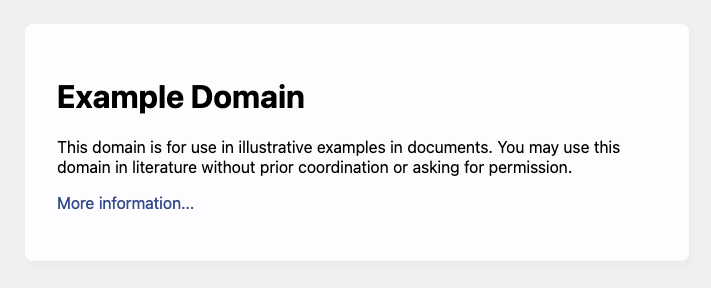 Example Domain
This domain is for use in illustrative examples in documents. You may use this
domain in literature without prior coordination or asking for permission.
More information...